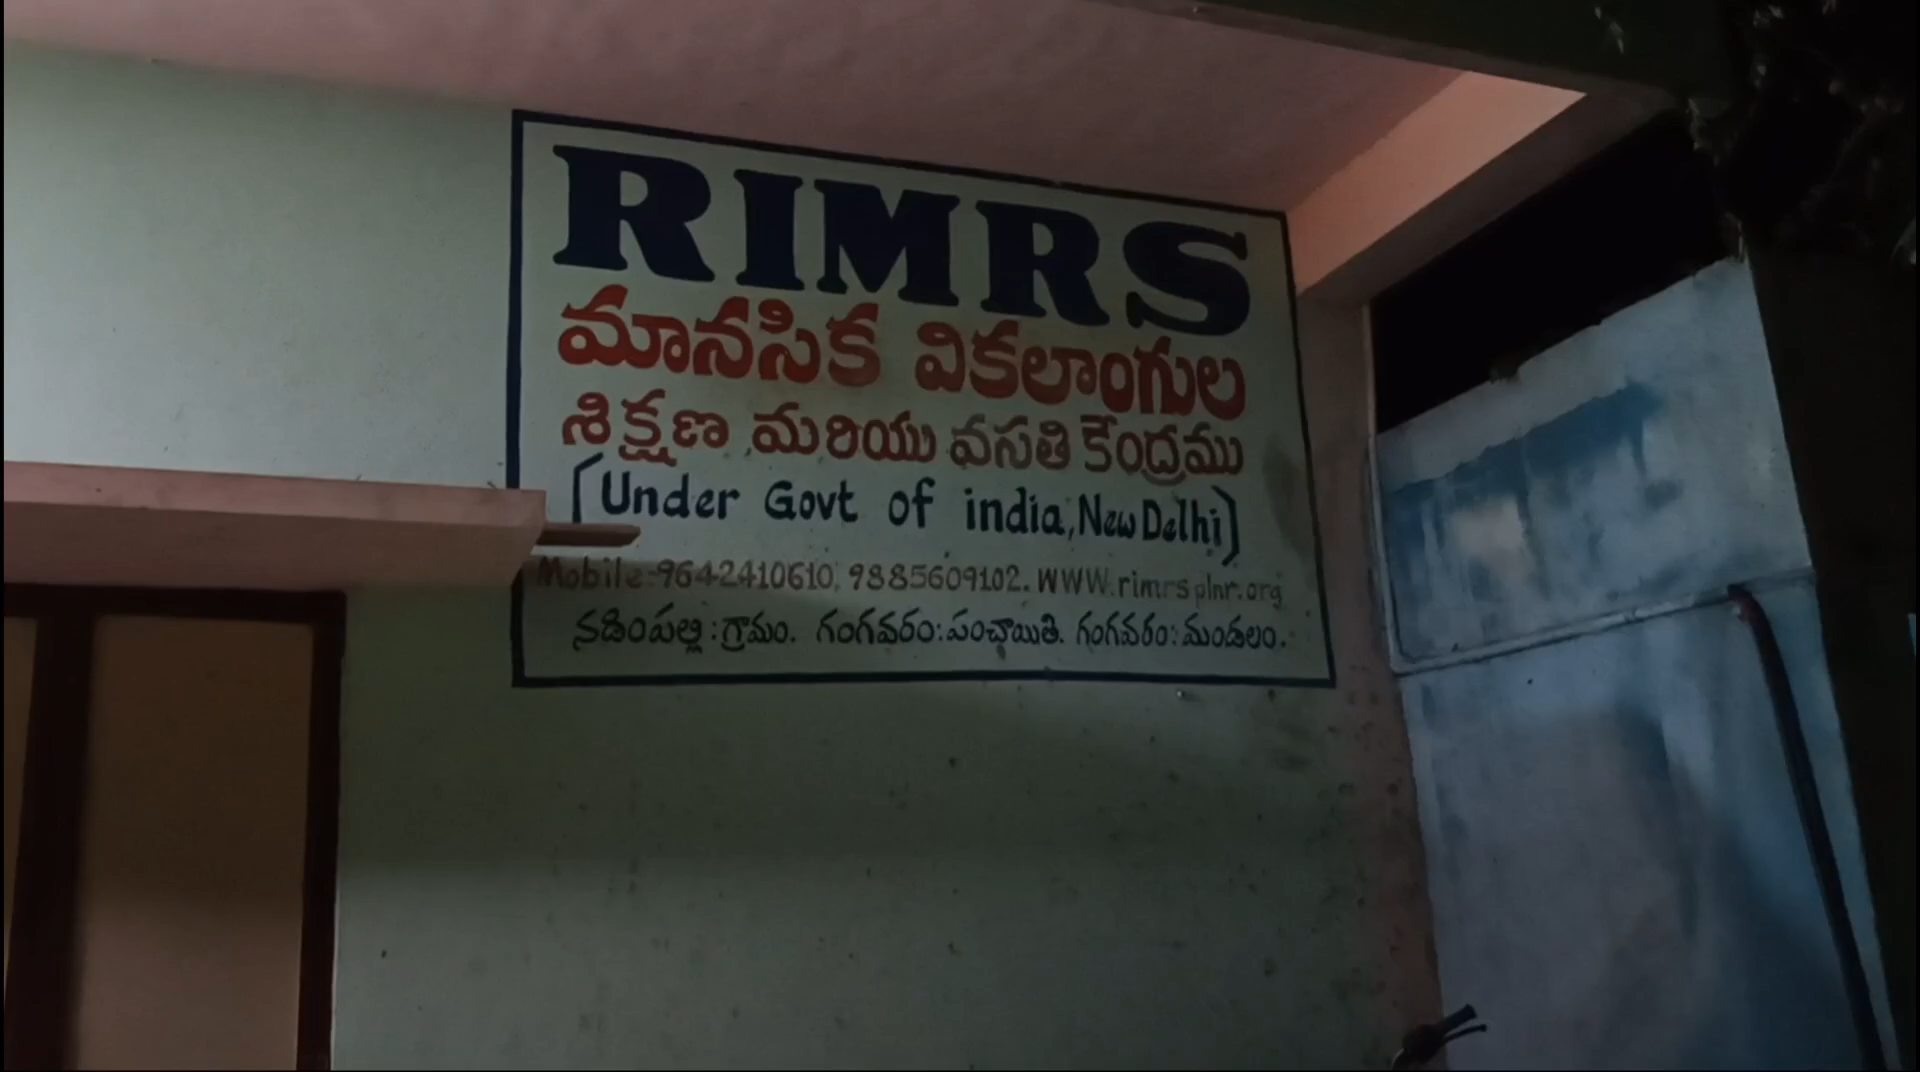 RIMRS
మానసిక వికలాంగుల
శిక్షణ మరియు వసతి కేంద్రము
[Under Govt of india, New Delhi]
Mobile:9642410610, 9885609102. WWW.rimrsplnr.org
నడింపల్లి:గ్రామం. గంగవరం:పంచాయితి. గంగవరం:మండలం.